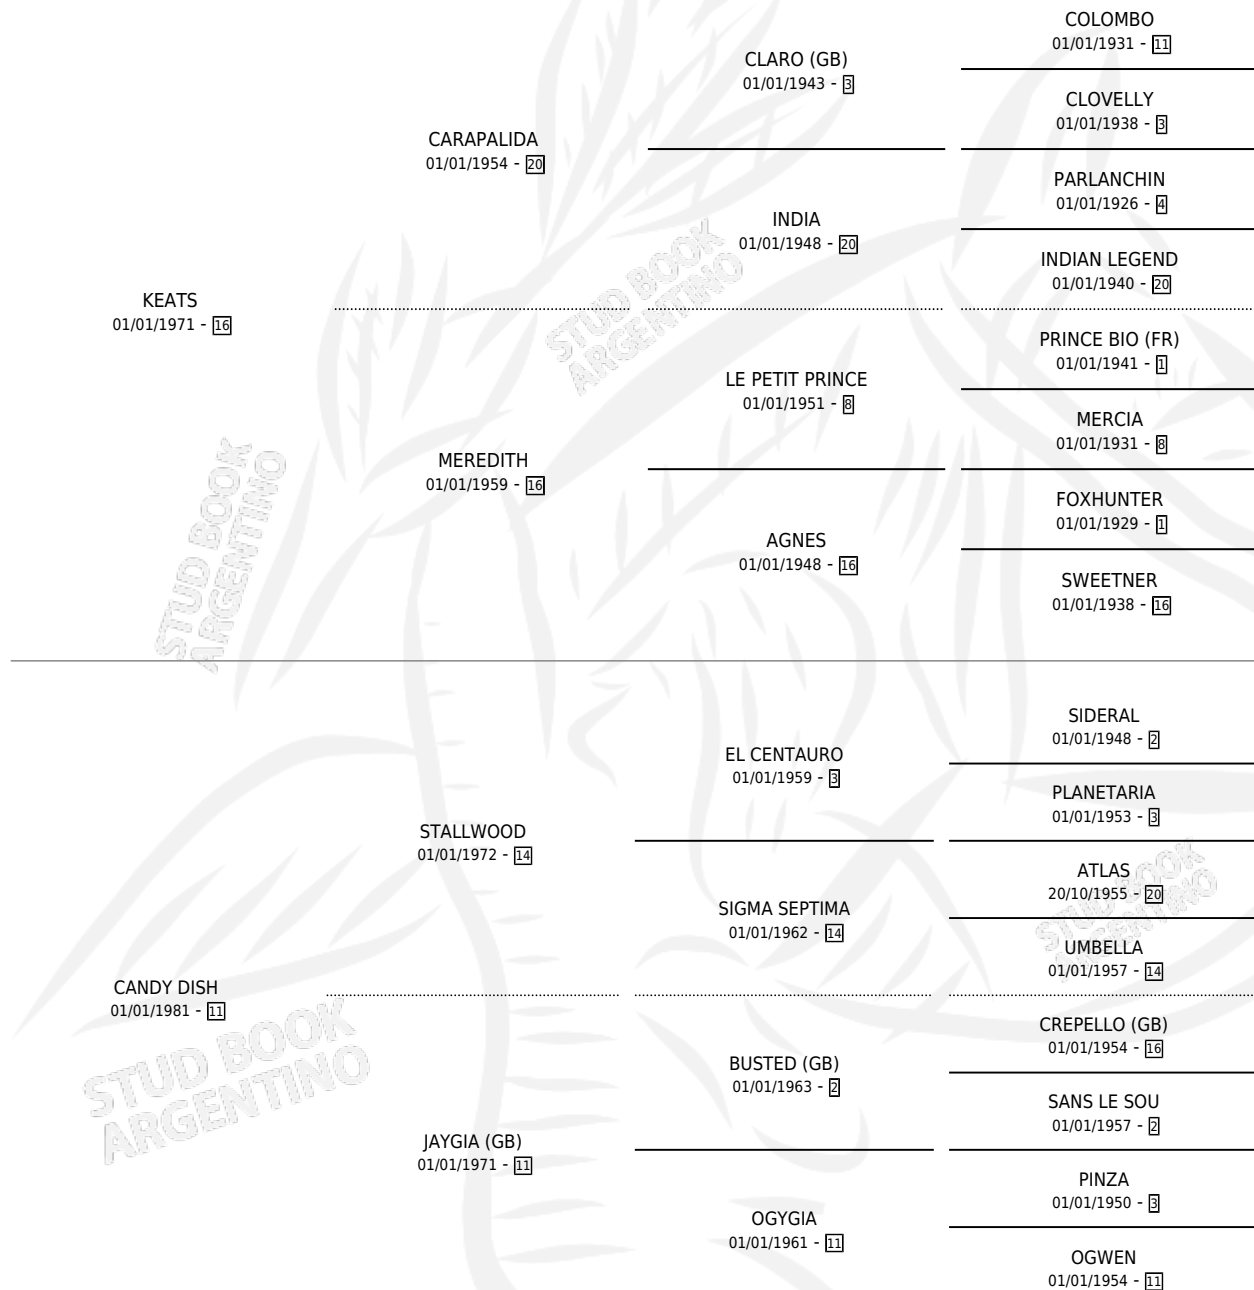 COLOMBO
01/01/1931 - 11
CLARO (GB)
01/01/1943 - 3
CLOVELLY
01/01/1938 - 3
CARAPALIDA
01/01/1954 - 20
PARLANCHIN
01/01/1926 - 4
INDIA
01/01/1948 - 20
INDIAN LEGEND
01/01/1940 - 20
KEATS
01/01/1971 - 16
PRINCE BIO (FR)
01/01/1941 - 1
LE PETIT PRINCE
01/01/1951 - 8
MERCIA
01/01/1931 - 8
MEREDITH
01/01/1959 - 16
FOXHUNTER
01/01/1929 - 1
AGNES
01/01/1948 - 16
SWEETNER
01/01/1938 - 16
SIDERAL
01/01/1948 - 2
EL CENTAURO
01/01/1959 - 3
PLANETARIA
01/01/1953 - 3
STALLWOOD
01/01/1972 - 14
ATLAS
20/10/1955 - 20
SIGMA SEPTIMA
01/01/1962 - 14
UMBELLA
01/01/1957 - 14
CANDY DISH
01/01/1981 - 11
CREPELLO (GB)
01/01/1954 - 16
BUSTED (GB)
01/01/1963 - 2
SANS LE SOU
01/01/1957 - 2
JAYGIA (GB)
01/01/1971 - 11
PINZA
01/01/1950 - 3
OGYGIA
01/01/1961 - 11
OGWEN
01/01/1954 - 11
STUD BOOK
ARGENTINO
STUD BOOK
ARGENTINO
STUD BOOK
ARGENTINO
STUD BOOK
ARGENTINO